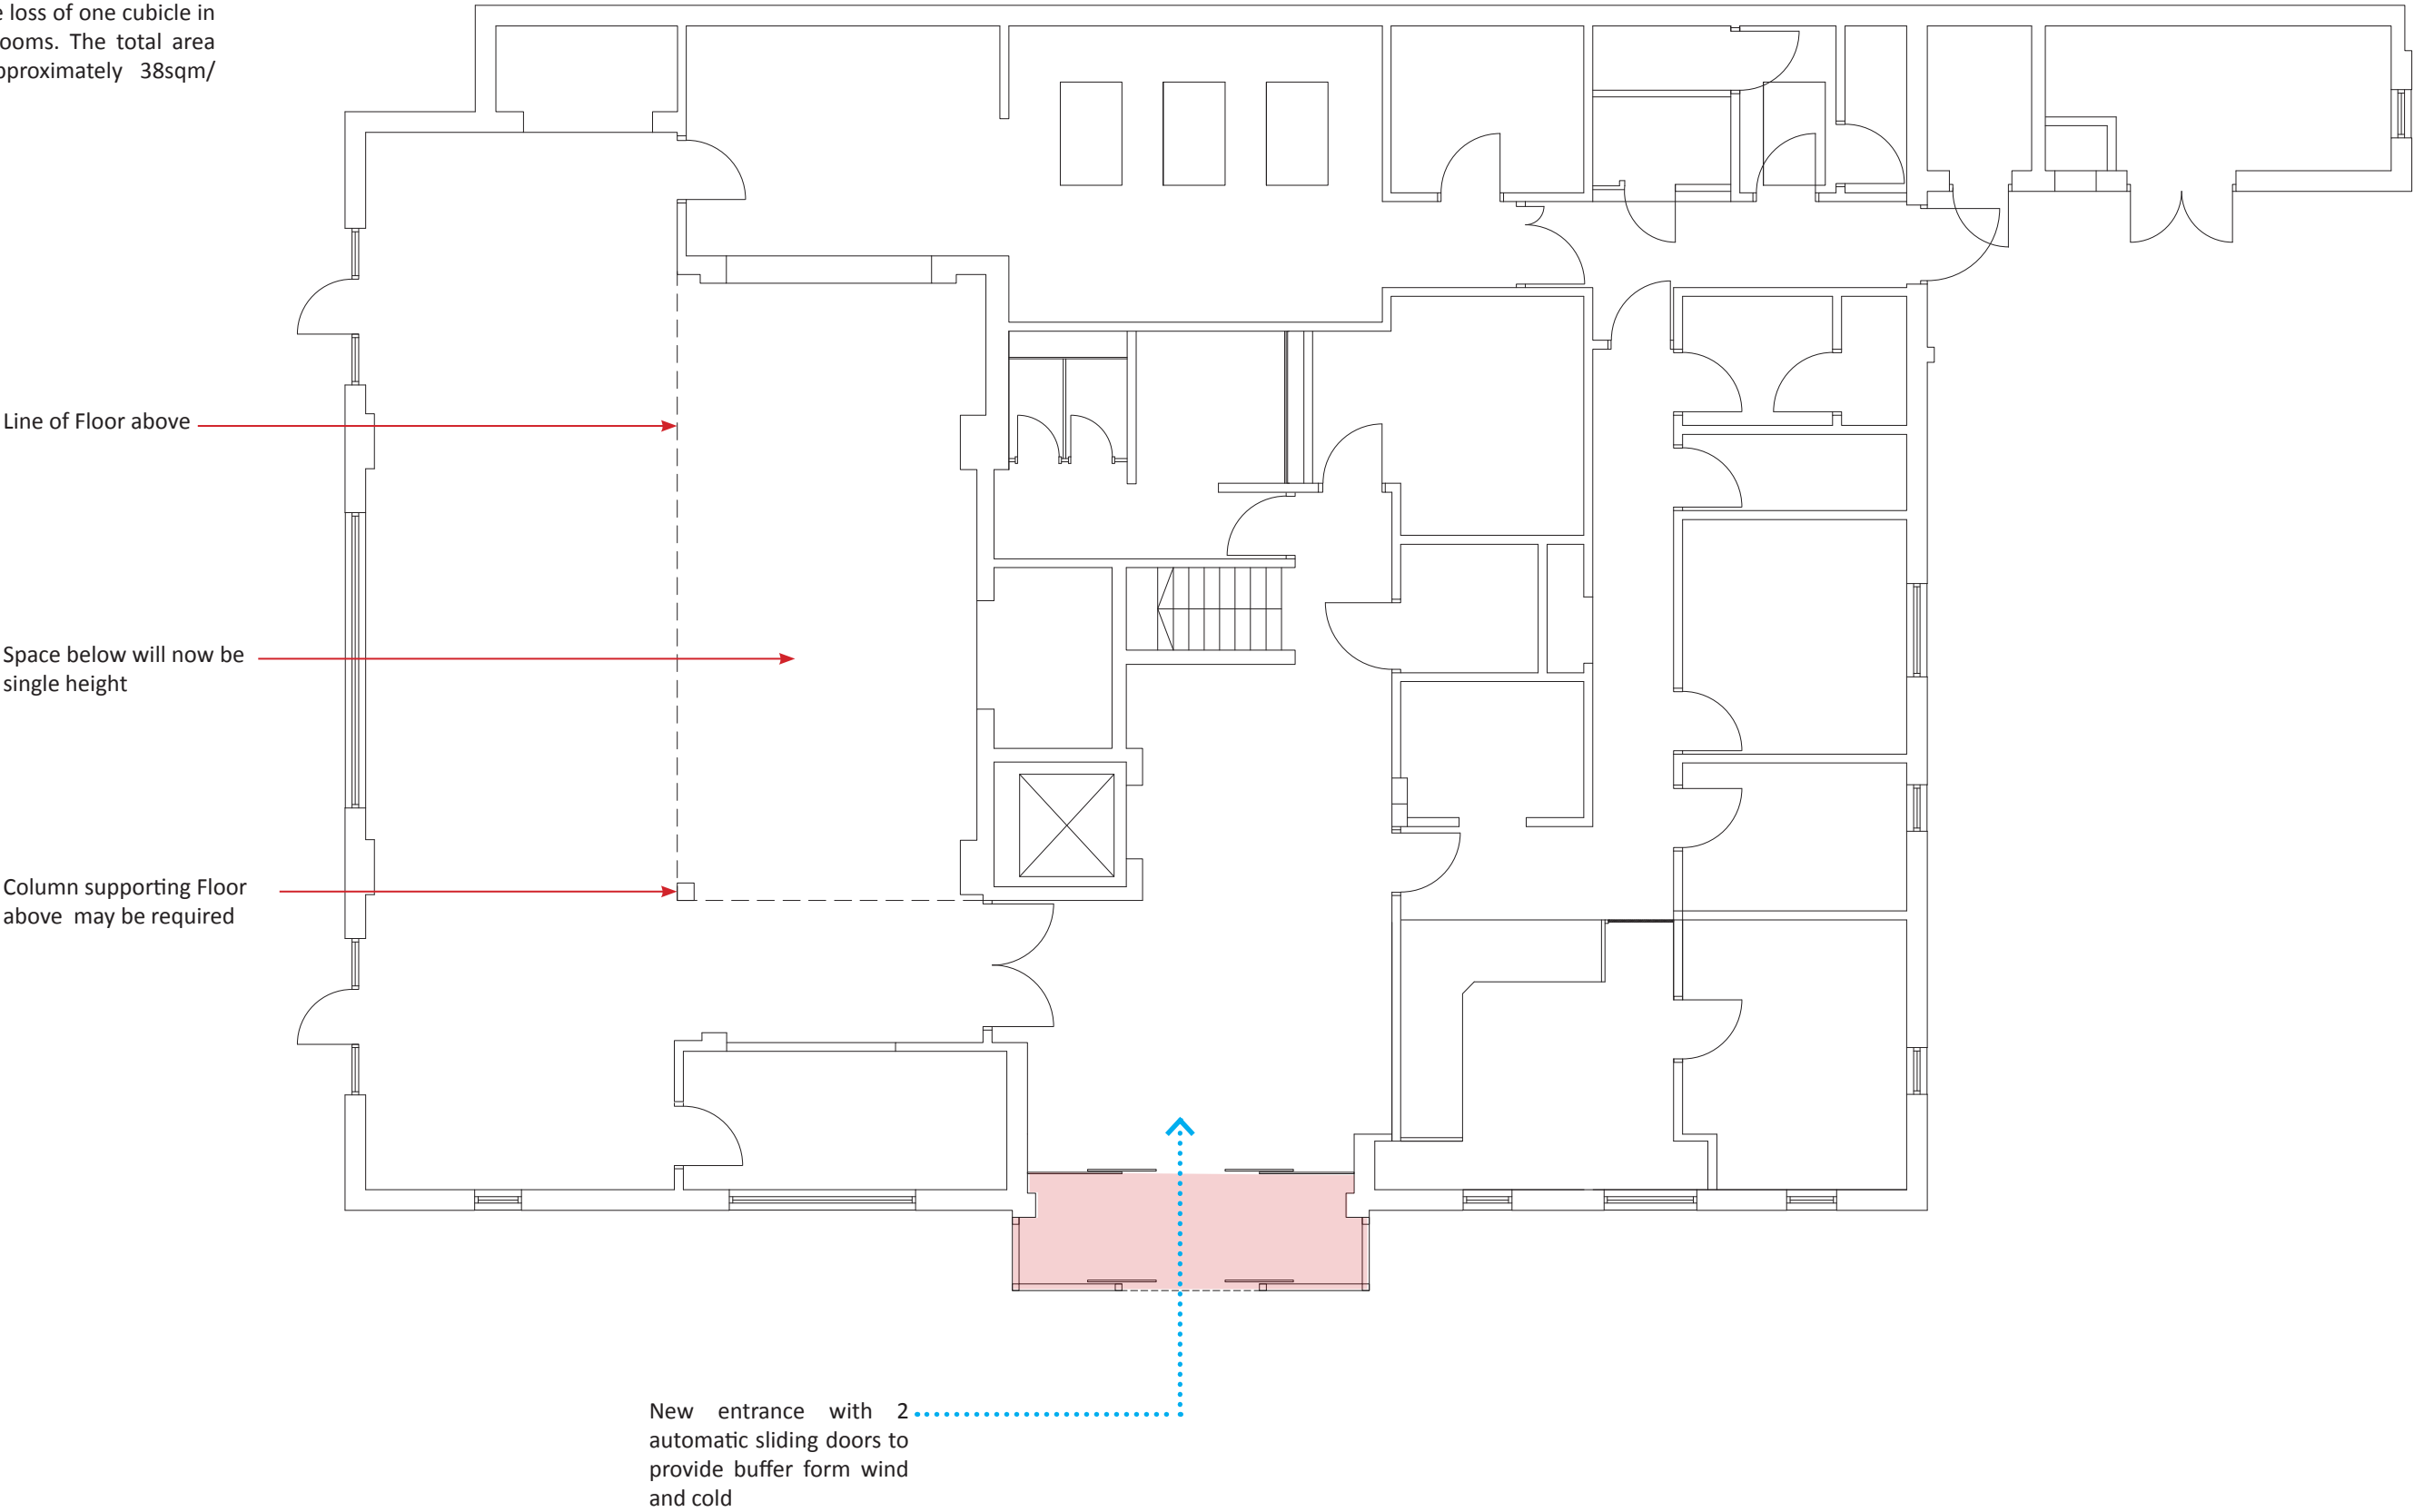 loss of one cubicle in
ooms. The total area
pproximately 38sqm/
Line of Floor above
Space below will now be
single height
Column supporting Floor
above may be required
New entrance with 2
automatic sliding doors to
provide buffer form wind
and cold